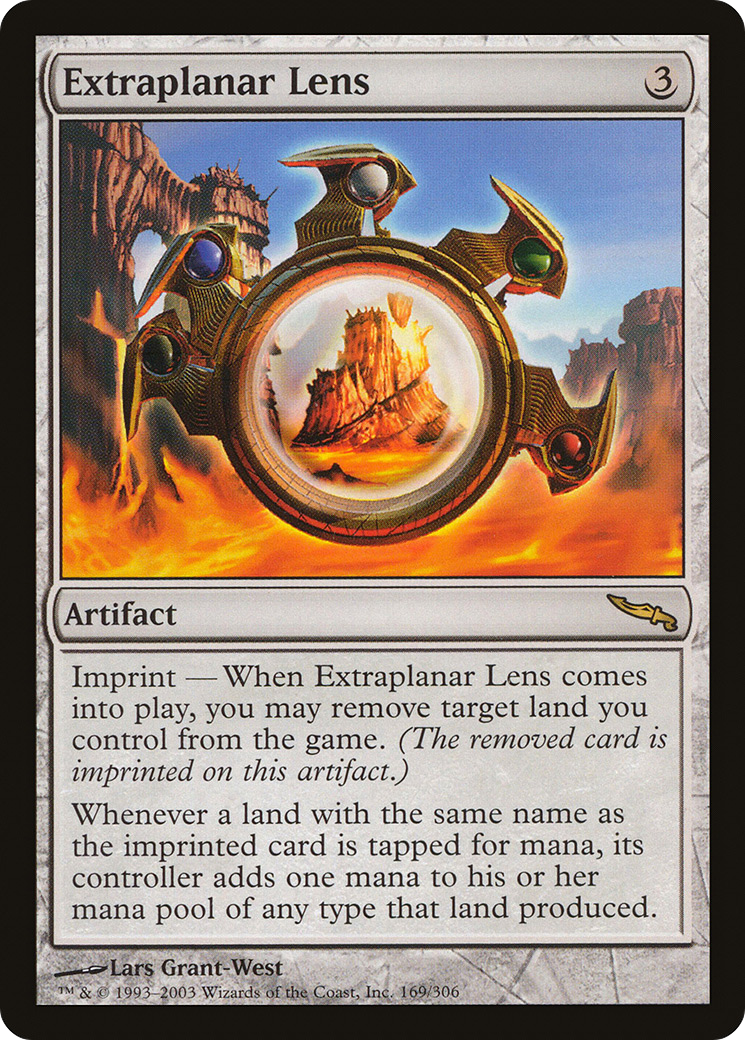 Extraplanar Lens 3
Artifact
Imprint — When Extraplanar Lens comes
into play, you may remove target land you
control from the game. (The removed card is
imprinted on this artifact.)
Whenever a land with the same name as
the imprinted card is tapped for mana, its
controller adds one mana to his or her
mana pool of any type that land produced.
Lars Grant-West
™ & © 1993–2003 Wizards of the Coast, Inc. 169/306